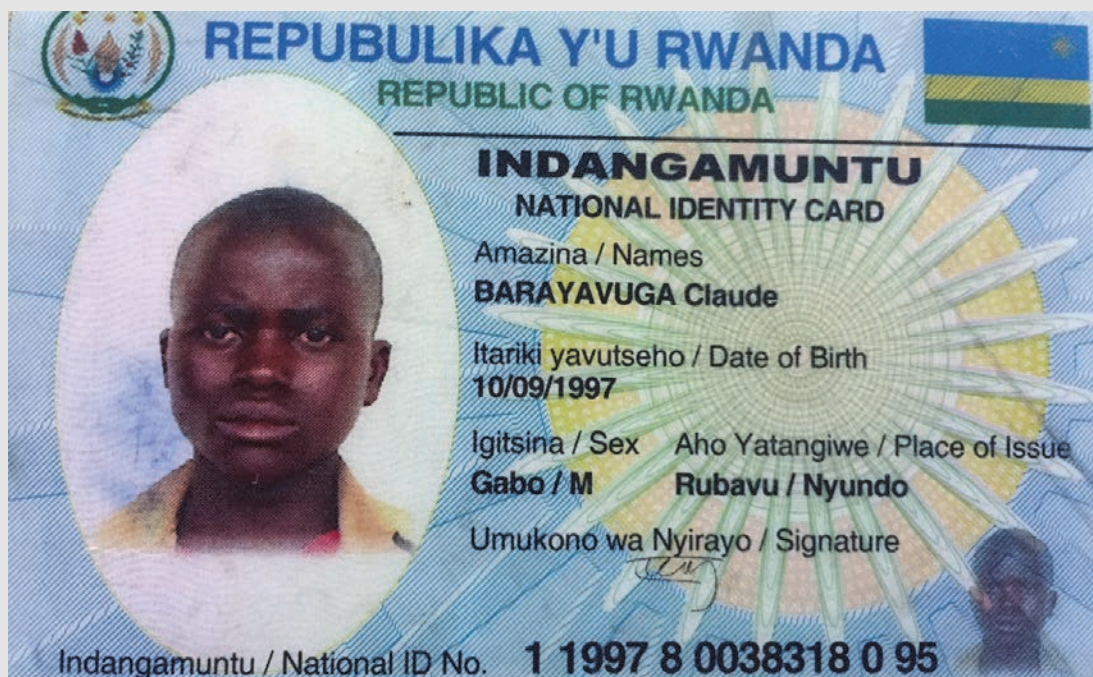 REPUBULIKA Y'U RWANDA
REPUBLIC OF RWANDA
INDANGAMUNTU
NATIONAL IDENTITY CARD
Amazina / Names
BARAYAVUGA Claude
Itariki yavutseho / Date of Birth
10/09/1997
Igitsina / Sex Aho Yatangiwe / Place of Issue
Gabo / M Rubavu / Nyundo
Umukono wa Nyirayo / Signature
Indangamuntu / National ID No. 1 1997 8 0038318 0 95